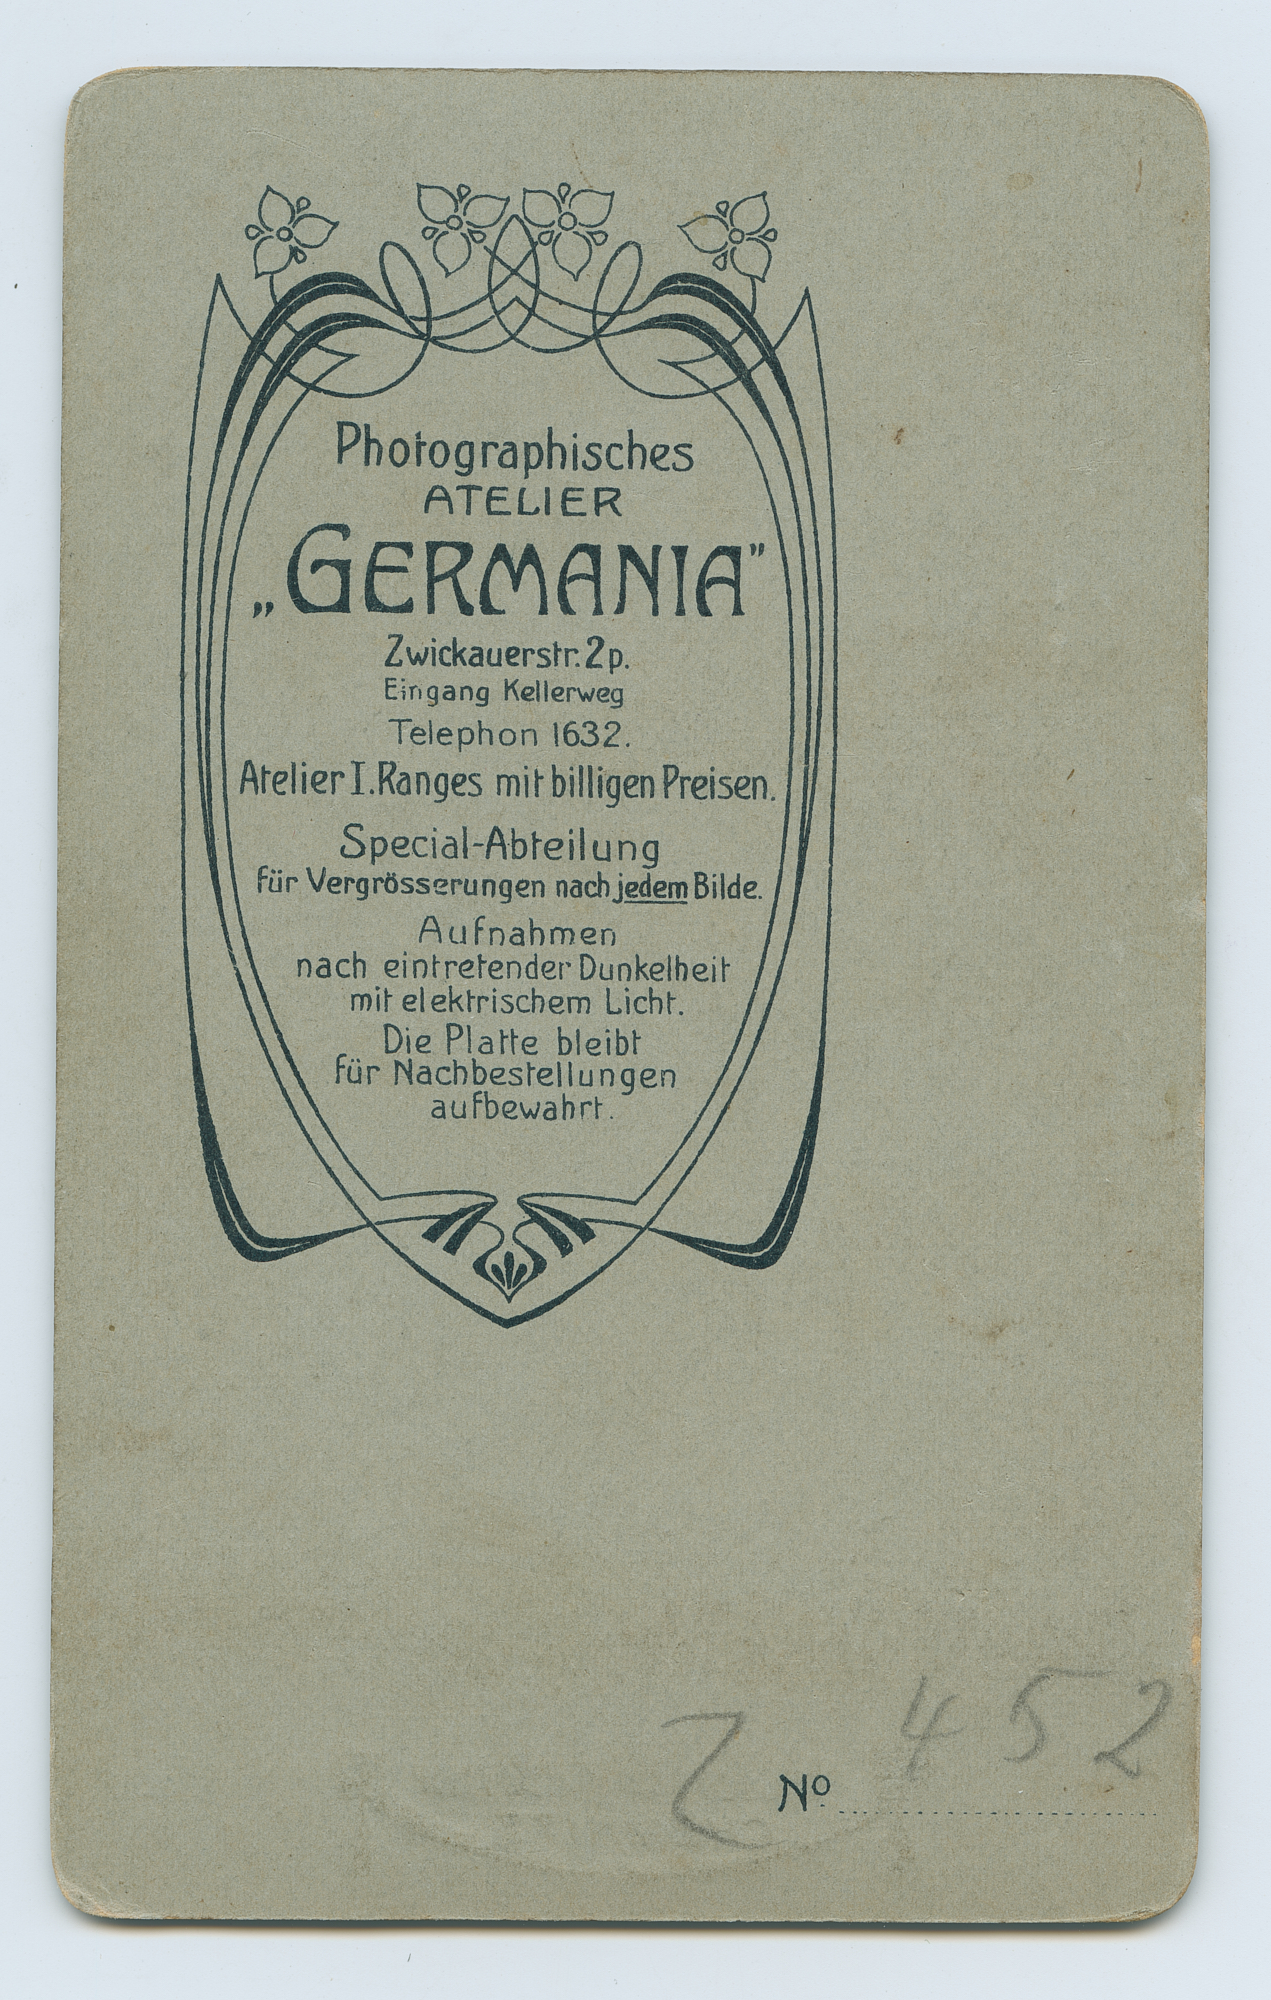 Photographisches
ATELIER
„GERMANIA"
Zwickauerstr. 2 p.
Eingang Kellerweg
Telephon 1632.
Atelier I. Ranges mit billigen Preisen.
Special-Abteilung
für Vergrösserungen nach jedem Bilde.
Aufnahmen
nach eintretender Dunkelheit
mit elektrischem Licht.
Die Platte bleibt
für Nachbestellungen
aufbewahrt.
Z 452
No